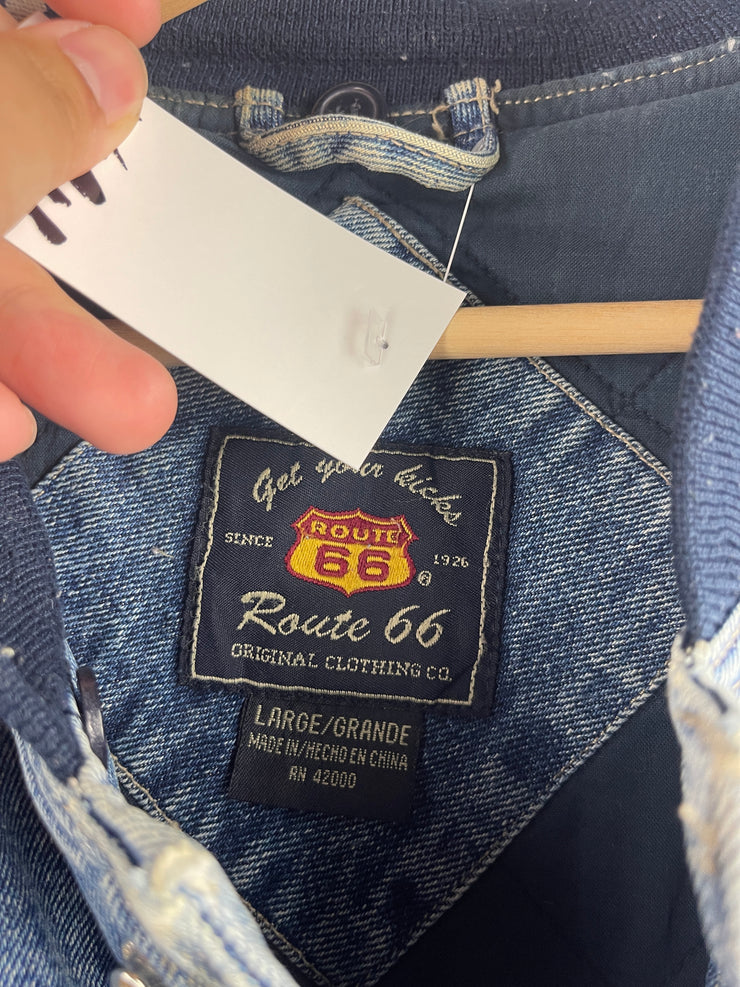 Get your kicks
SINCE
ROUTE
66
1926
®
Route 66
ORIGINAL CLOTHING CO.
LARGE/GRANDE
MADE IN/HECHO EN CHINA
RN 42000